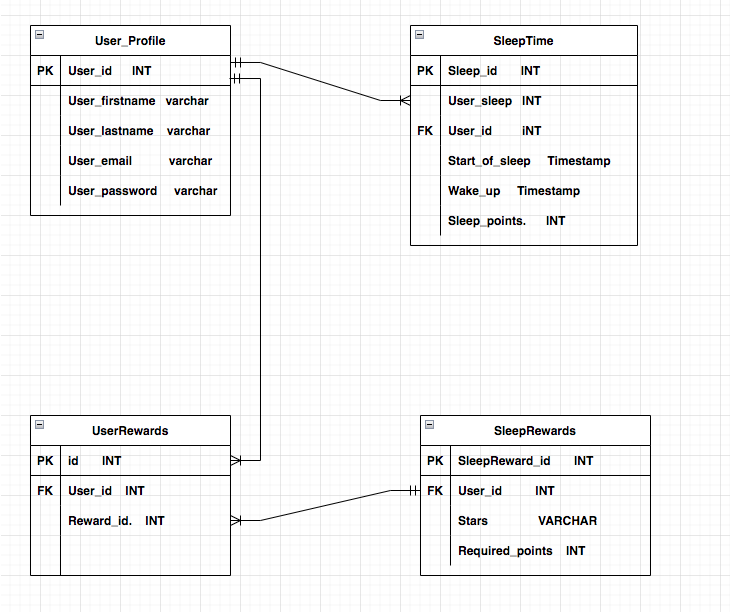 User_Profile
PK User_id INT
User_firstname varchar
User_lastname varchar
User_email varchar
User_password varchar
SleepTime
PK Sleep_id INT
User_sleep INT
FK User_id iNT
Start_of_sleep Timestamp
Wake_up Timestamp
Sleep_points. INT
UserRewards
PK id INT
FK User_id INT
Reward_id. INT
SleepRewards
PK SleepReward_id INT
FK User_id INT
Stars VARCHAR
Required_points INT